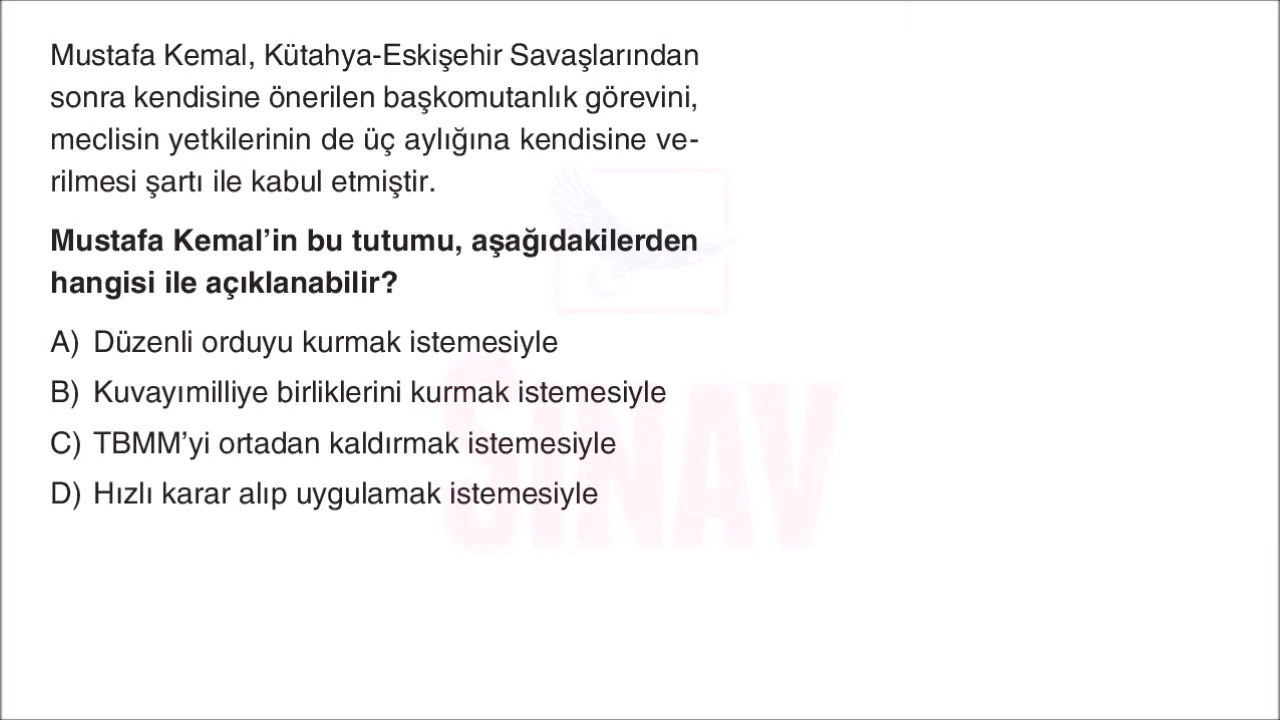 Mustafa Kemal, Kütahya-Eskişehir Savaşlarından
sonra kendisine önerilen başkomutanlık görevini,
meclisin yetkilerinin de üç aylığına kendisine ve-
rilmesi şartı ile kabul etmiştir.
Mustafa Kemal’in bu tutumu, aşağıdakilerden
hangisi ile açıklanabilir?
A) Düzenli orduyu kurmak istemesiyle
B) Kuvayımilliye birliklerini kurmak istemesiyle
C) TBMM’yi ortadan kaldırmak istemesiyle
D) Hızlı karar alıp uygulamak istemesiyle
SINAV